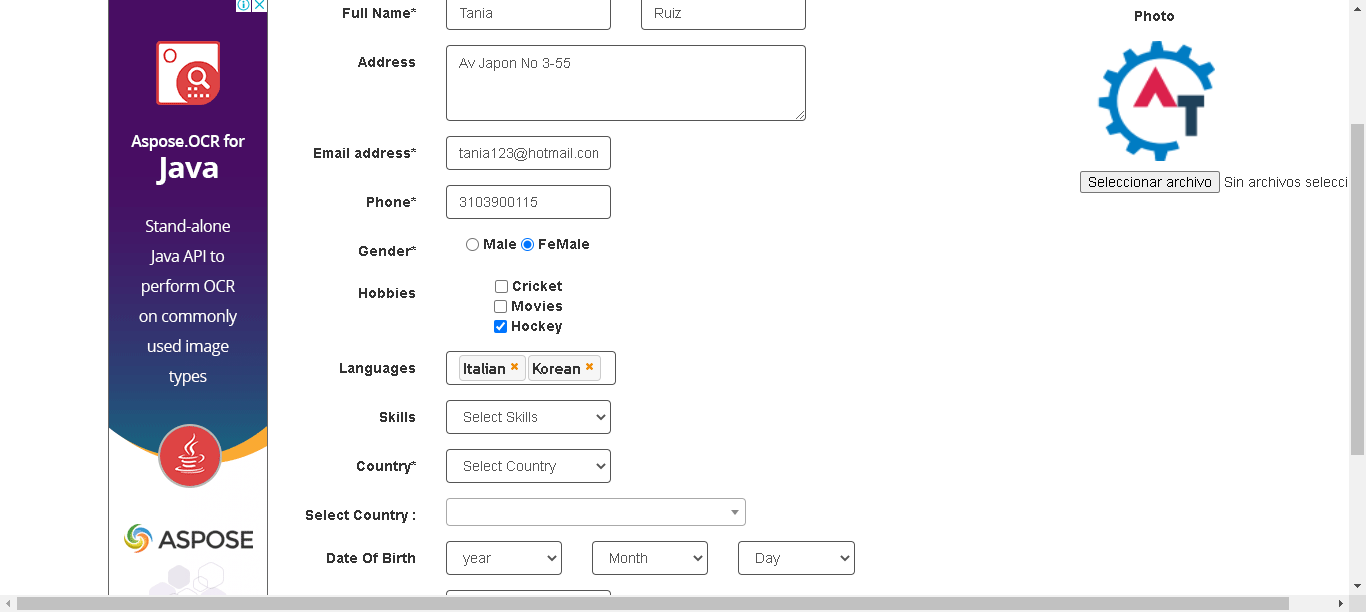 Full Name*
Tania
Ruiz
Photo
Address
Av Japon No 3-55
AT
Seleccionar archivo Sin archivos selecci
Email address*
tania123@hotmail.con
Phone*
3103900115
Gender*
Male FeMale
Hobbies
Cricket
Movies
Hockey
Languages
Italian × Korean ×
Skills
Select Skills
Country*
Select Country
Select Country :
Date Of Birth
year
Month
Day
Aspose.OCR for
Java
Stand-alone
Java API to
perform OCR
on commonly
used image
types
ASPOSE